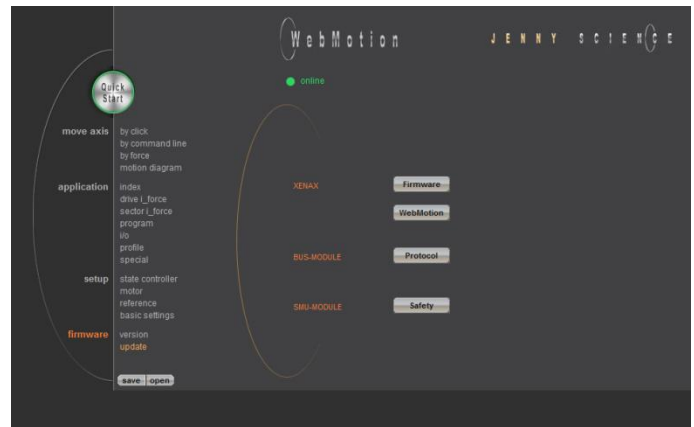 WebMotion
JENNY SCIENCE
online
Quick
Start
move axis
by click
by command line
by force
motion diagram
application
index
drive i_force
sector i_force
program
i/o
profile
special
setup
state controller
motor
reference
basic settings
firmware
version
update
save open
XENAX
Firmware
WebMotion
BUS-MODULE
Protocol
SMU-MODULE
Safety